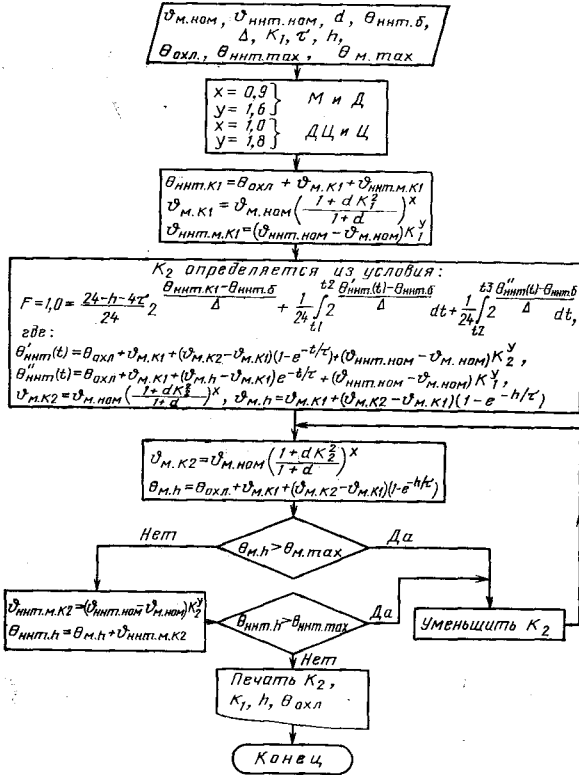 ϑм.ном, ϑннт.ном, d, θннт.б,
Δ, K₁, τ, h,
θохл., θннт.max, θм.max
x = 0,9
y = 1,6 } М и Д
x = 1,0
y = 1,8 } ДЦ и Ц
θннт.K1 = θохл + ϑм.K1 + ϑннт.м.K1
ϑм.K1 = ϑм.ном ( (1 + d K₁²) / (1 + d) )ˣ
ϑннт.м.K1 = (ϑннт.ном − ϑм.ном) K₁ʸ
K₂ определяется из условия:
F = 1,0 = (24−h−4τ)/24 · 2^((θннт.K1 − θннт.б)/Δ) + 1/24 ∫_{t1}^{t2} 2^((θ′ннт(t) − θннт.б)/Δ) dt + 1/24 ∫_{t2}^{t3} 2^((θ″ннт(t) − θннт.б)/Δ) dt,
где:
θ′ннт(t) = θохл + ϑм.K1 + (ϑм.K2 − ϑм.K1)(1 − e^(−t/τ)) + (ϑннт.ном − ϑм.ном) K₂ʸ,
θ″ннт(t) = θохл + ϑм.K1 + (ϑм.h − ϑм.K1) e^(−t/τ) + (ϑннт.ном − ϑм.ном) K₁ʸ,
ϑм.K2 = ϑм.ном ( (1 + d K₂²) / (1 + d) )ˣ, ϑм.h = ϑм.K1 + (ϑм.K2 − ϑм.K1)(1 − e^(−h/τ))
ϑм.K2 = ϑм.ном ( (1 + d K₂²) / (1 + d) )ˣ
θм.h = θохл. + ϑм.K1 + (ϑм.K2 − ϑм.K1)(1 − e^(−h/τ))
Нет
θм.h > θм.max
Да
ϑннт.м.K2 = (ϑннт.ном − ϑм.ном) K₂ʸ
θннт.h = θм.h + ϑннт.м.K2
θннт.h > θннт.max
Да
Уменьшить K₂
Нет
Печать K₂,
K₁, h, θохл
Конец